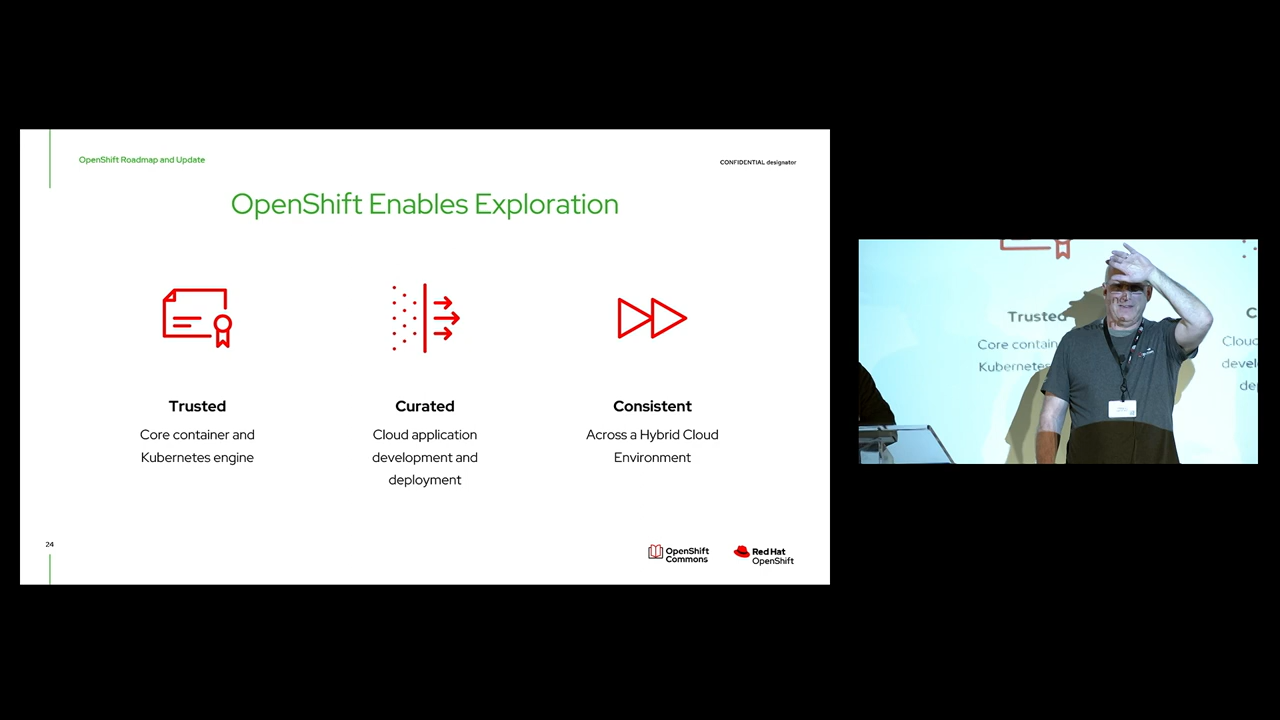 OpenShift Roadmap and Update
CONFIDENTIAL designator
OpenShift Enables Exploration
Trusted
Core container and
Kubernetes engine
Curated
Cloud application
development and
deployment
Consistent
Across a Hybrid Cloud
Environment
24
OpenShift
Commons
Red Hat
OpenShift
Trusted
Core contain
Kubernetes
C
Cloud
devel
de